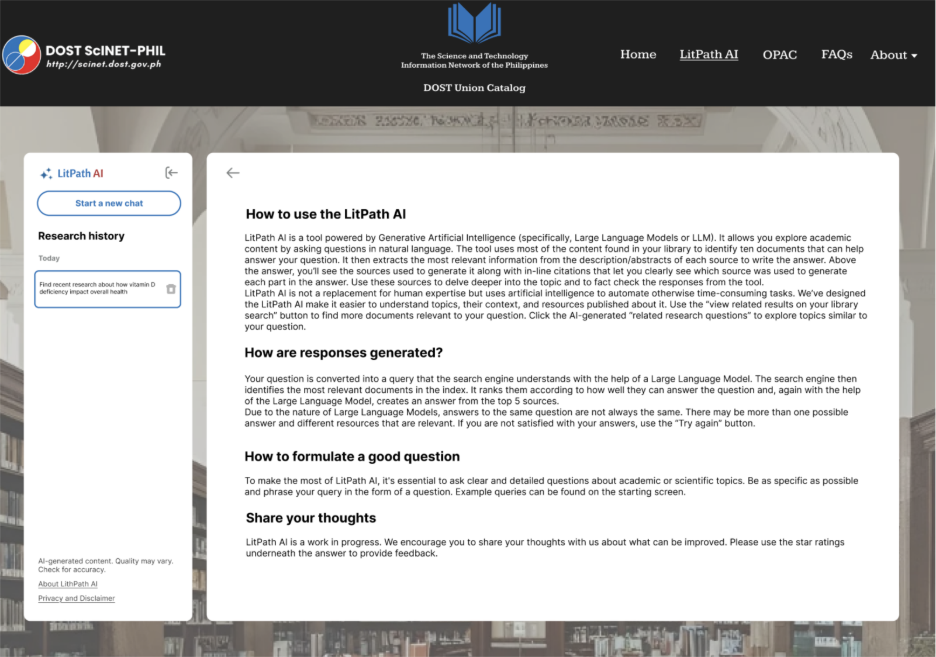 DOST ScINET-PHIL
http://scinet.dost.gov.ph
The Science and Technology
Information Network of the Philippines
DOST Union Catalog
Home
LitPath AI
OPAC
FAQs
About
LitPath AI
Start a new chat
Research history
Today
Find recent research about how vitamin D
deficiency impact overall health
AI-generated content. Quality may vary.
Check for accuracy.
About LithPath AI
Privacy and Disclaimer
How to use the LitPath AI
LitPath AI is a tool powered by Generative Artificial Intelligence (specifically, Large Language Models or LLM). It allows you explore academic
content by asking questions in natural language. The tool uses most of the content found in your library to identify ten documents that can help
answer your question. It then extracts the most relevant information from the description/abstracts of each source to write the answer. Above
the answer, you'll see the sources used to generate it along with in-line citations that let you clearly see which source was used to generate
each part in the answer. Use these sources to delve deeper into the topic and to fact check the responses from the tool.
LitPath AI is not a replacement for human expertise but uses artificial intelligence to automate otherwise time-consuming tasks. We've designed
the LitPath AI make it easier to understand topics, their context, and resources published about it. Use the "view related results on your library
search" button to find more documents relevant to your question. Click the AI-generated "related research questions" to explore topics similar to
your question.
How are responses generated?
Your question is converted into a query that the search engine understands with the help of a Large Language Model. The search engine then
identifies the most relevant documents in the index. It ranks them according to how well they can answer the question and, again with the help
of the Large Language Model, creates an answer from the top 5 sources.
Due to the nature of Large Language Models, answers to the same question are not always the same. There may be more than one possible
answer and different resources that are relevant. If you are not satisfied with your answers, use the "Try again" button.
How to formulate a good question
To make the most of LitPath AI, it's essential to ask clear and detailed questions about academic or scientific topics. Be as specific as possible
and phrase your query in the form of a question. Example queries can be found on the starting screen.
Share your thoughts
LitPath AI is a work in progress. We encourage you to share your thoughts with us about what can be improved. Please use the star ratings
underneath the answer to provide feedback.